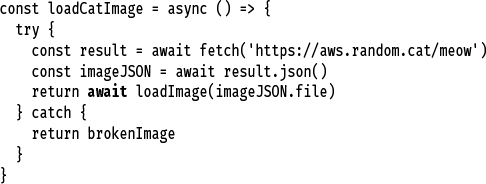 const loadCatImage = async () => {
  try {
    const result = await fetch('https://aws.random.cat/meow')
    const imageJSON = await result.json()
    return await loadImage(imageJSON.file)
  } catch {
    return brokenImage
  }
}